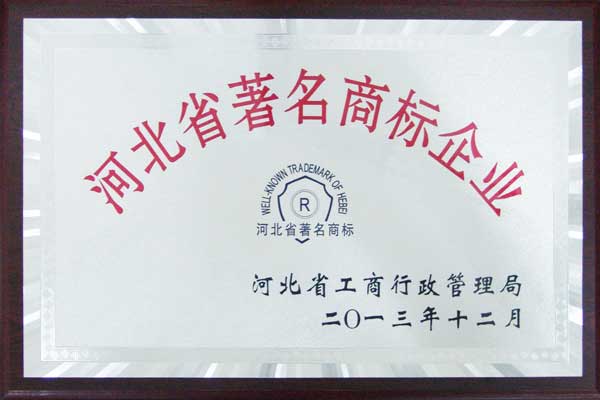 河北省著名商标企业
WELL-KNOWN TRADEMARK OF HEBEI
R
河北省著名商标
河北省工商行政管理局
二〇一三年十二月